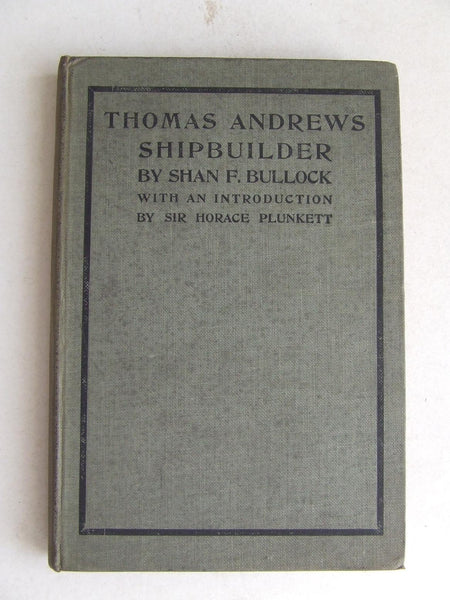 THOMAS ANDREWS
SHIPBUILDER
BY SHAN F. BULLOCK
WITH AN INTRODUCTION
BY SIR HORACE PLUNKETT